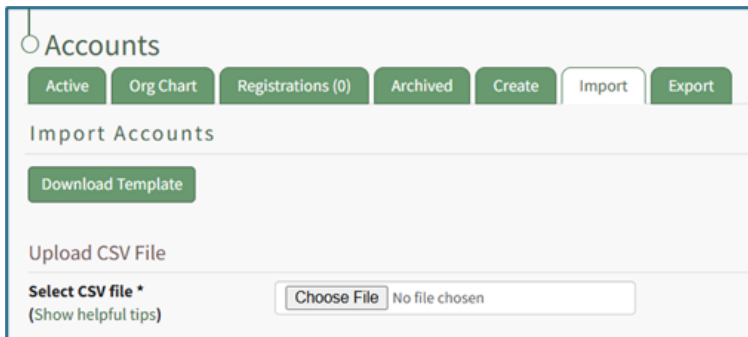 Accounts
Active Org Chart Registrations (0) Archived Create Import Export
Import Accounts
Download Template
Upload CSV File
Select CSV file * Choose File No file chosen
(Show helpful tips)